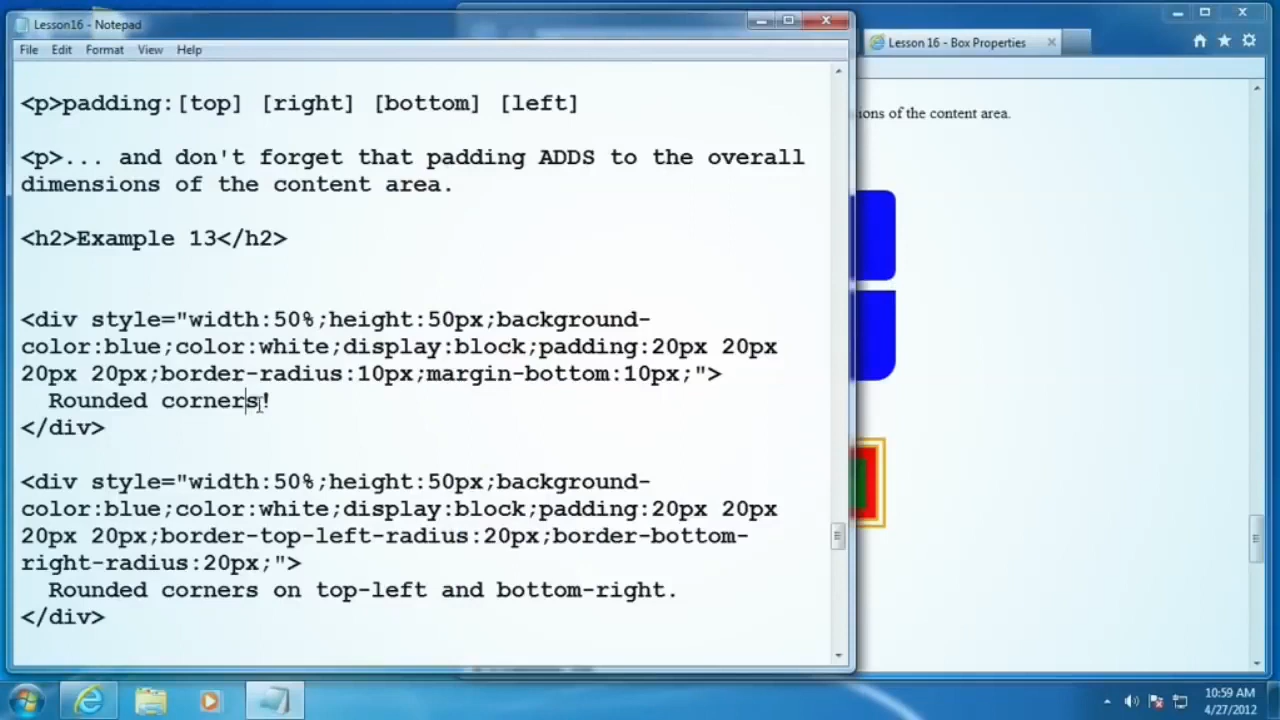 Lesson16 - Notepad
File Edit Format View Help
<p>padding:[top] [right] [bottom] [left]
<p>... and don't forget that padding ADDS to the overall
dimensions of the content area.
<h2>Example 13</h2>
<div style="width:50%;height:50px;background-
color:blue;color:white;display:block;padding:20px 20px
20px 20px;border-radius:10px;margin-bottom:10px;">
Rounded corners!
</div>
<div style="width:50%;height:50px;background-
color:blue;color:white;display:block;padding:20px 20px
20px 20px;border-top-left-radius:20px;border-bottom-
right-radius:20px;">
Rounded corners on top-left and bottom-right.
</div>
Lesson 16 - Box Properties
of the content area.
10:59 AM
4/27/2012